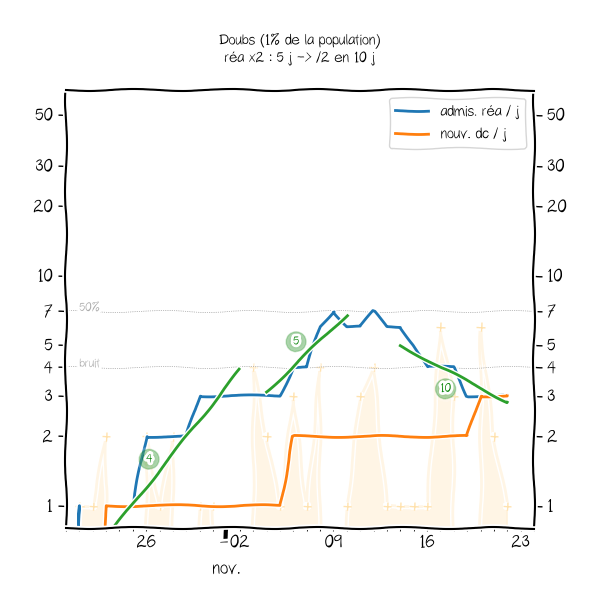 Doubs (1% de la population)
réa x2 : 5 j -> /2 en 10 j
admis. réa / j
nouv. dc / j
50 50
30 30
20 20
10 10
50%
7 7
5
5 5
bruit
4 4
10
3 3
2 2
4
1 1
26 02 09 16 23
nov.